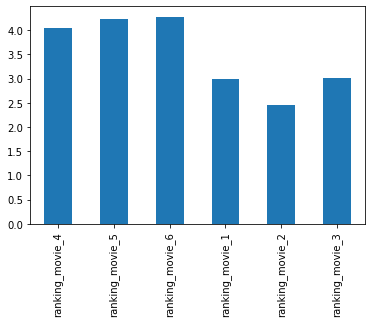 4.0
3.5
3.0
2.5
2.0
1.5
1.0
0.5
0.0
ranking_movie_4
ranking_movie_5
ranking_movie_6
ranking_movie_1
ranking_movie_2
ranking_movie_3